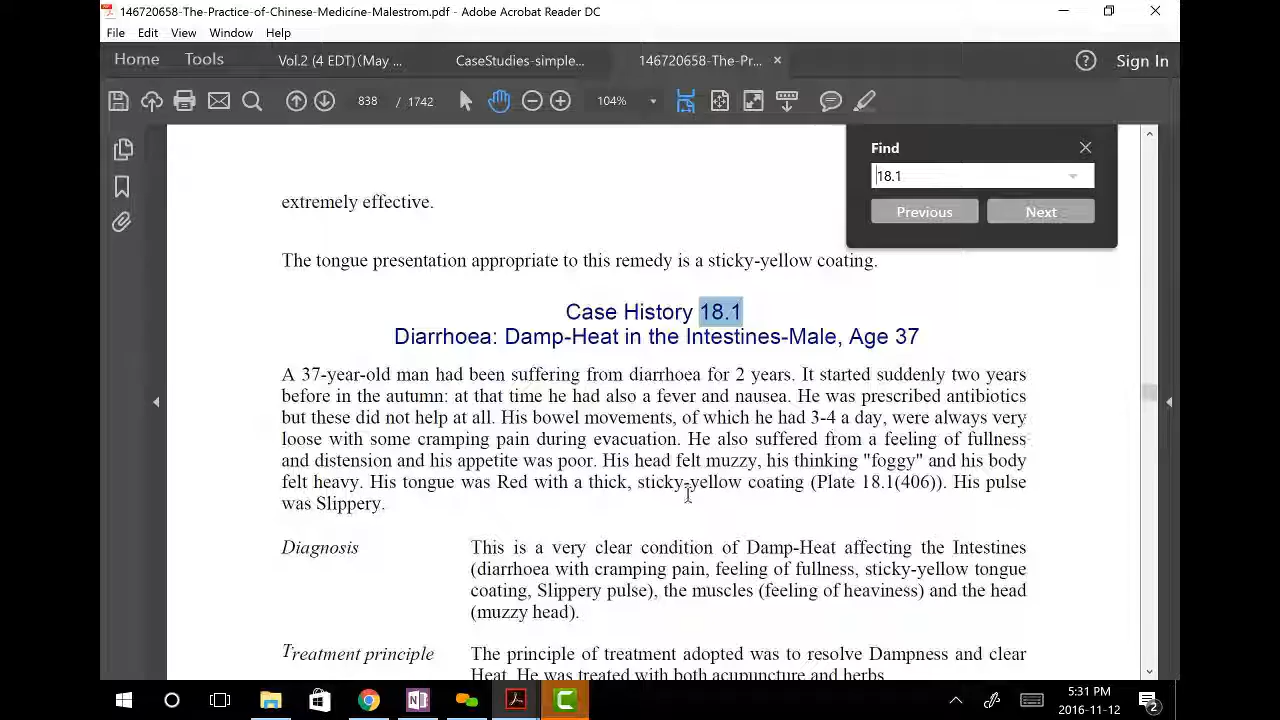 146720658-The-Practice-of-Chinese-Medicine-Malestrom.pdf - Adobe Acrobat Reader DC
File Edit View Window Help
Home Tools Vol.2 (4 EDT)(May ... CaseStudies-simple... 146720658-The-Pr... Sign In
838 / 1742 104%
Find
18.1
Previous Next
extremely effective.
The tongue presentation appropriate to this remedy is a sticky-yellow coating.
Case History 18.1
Diarrhoea: Damp-Heat in the Intestines-Male, Age 37
A 37-year-old man had been suffering from diarrhoea for 2 years. It started suddenly two years
before in the autumn: at that time he had also a fever and nausea. He was prescribed antibiotics
but these did not help at all. His bowel movements, of which he had 3-4 a day, were always very
loose with some cramping pain during evacuation. He also suffered from a feeling of fullness
and distension and his appetite was poor. His head felt muzzy, his thinking "foggy" and his body
felt heavy. His tongue was Red with a thick, sticky-yellow coating (Plate 18.1(406)). His pulse
was Slippery.
Diagnosis This is a very clear condition of Damp-Heat affecting the Intestines
(diarrhoea with cramping pain, feeling of fullness, sticky-yellow tongue
coating, Slippery pulse), the muscles (feeling of heaviness) and the head
(muzzy head).
Treatment principle The principle of treatment adopted was to resolve Dampness and clear
Heat. He was treated with both acupuncture and herbs
5:31 PM
2016-11-12
2